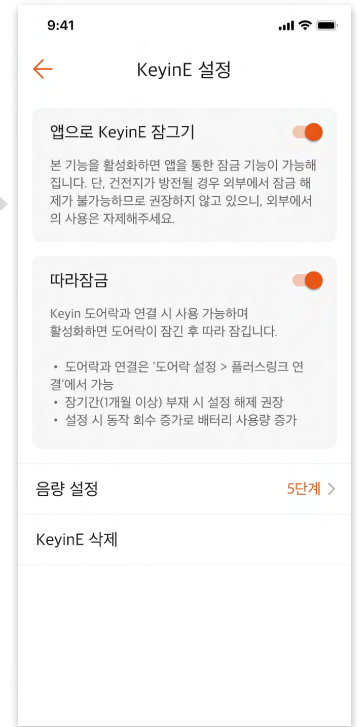 9:41
KeyinE 설정
앱으로 KeyinE 잠그기
본 기능을 활성화하면 앱을 통한 잠금 기능이 가능해
집니다. 단, 건전지가 방전될 경우 외부에서 잠금 해
제가 불가능하므로 권장하지 않고 있으니, 외부에서
의 사용은 자제해주세요.
따라잠금
Keyin 도어락과 연결 시 사용 가능하며
활성화하면 도어락이 잠긴 후 따라 잠깁니다.
• 도어락과 연결은 '도어락 설정 > 플러스링크 연
결'에서 가능
• 장기간(1개월 이상) 부재 시 설정 해제 권장
• 설정 시 동작 회수 증가로 배터리 사용량 증가
음량 설정 5단계 >
KeyinE 삭제